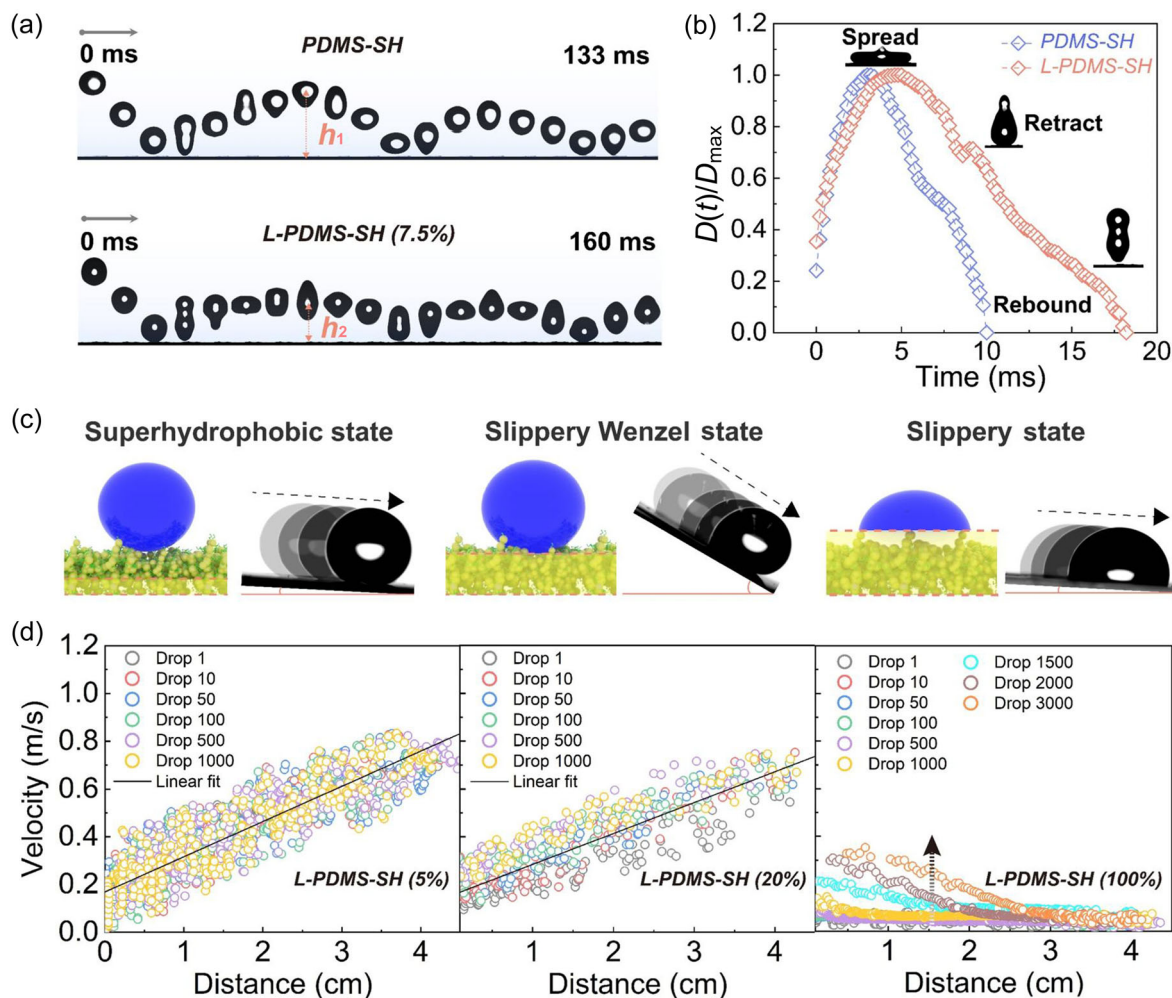 (a)
0 ms
PDMS-SH
133 ms
h1
0 ms
L-PDMS-SH (7.5%)
160 ms
h2
(b)
Spread
PDMS-SH
L-PDMS-SH
Retract
Rebound
D(t)/Dmax
1.0
0.8
0.6
0.4
0.2
0.0
0 5 10 15 20
Time (ms)
(c)
Superhydrophobic state
Slippery Wenzel state
Slippery state
(d)
Velocity (m/s)
1.2
1.0
0.8
0.6
0.4
0.2
0.0
Drop 1
Drop 10
Drop 50
Drop 100
Drop 500
Drop 1000
Linear fit
L-PDMS-SH (5%)
0 1 2 3 4
Distance (cm)
Drop 1
Drop 10
Drop 50
Drop 100
Drop 500
Drop 1000
Linear fit
L-PDMS-SH (20%)
1 2 3 4
Distance (cm)
Drop 1
Drop 10
Drop 50
Drop 100
Drop 500
Drop 1000
Drop 1500
Drop 2000
Drop 3000
L-PDMS-SH (100%)
1 2 3 4
Distance (cm)